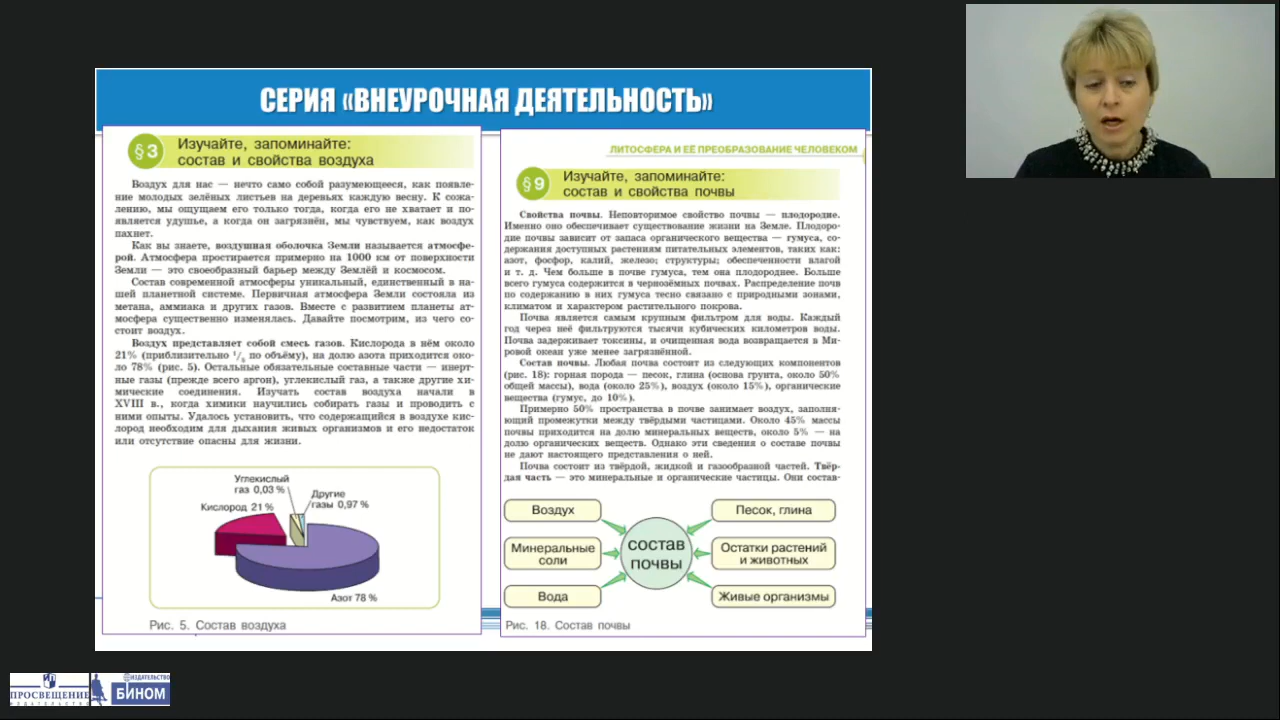 СЕРИЯ «ВНЕУРОЧНАЯ ДЕЯТЕЛЬНОСТЬ»
§ 3 Изучайте, запоминайте:
состав и свойства воздуха
Воздух для нас — нечто само собой разумеющееся, как появле-
ние молодых зелёных листьев на деревьях каждую весну. К сожа-
лению, мы ощущаем его только тогда, когда его не хватает и по-
является удушье, а когда он загрязнён, мы чувствуем, как воздух
пахнет.
Как вы знаете, воздушная оболочка Земли называется атмосфе-
рой. Атмосфера простирается примерно на 1000 км от поверхности
Земли — это своеобразный барьер между Землёй и космосом.
Состав современной атмосферы уникальный, единственный в на-
шей планетной системе. Первичная атмосфера Земли состояла из
метана, аммиака и других газов. Вместе с развитием планеты ат-
мосфера существенно изменялась. Давайте посмотрим, из чего со-
стоит воздух.
Воздух представляет собой смесь газов. Кислорода в нём около
21% (приблизительно 1/5 по объёму), на долю азота приходится око-
ло 78% (рис. 5). Остальные обязательные составные части — инерт-
ные газы (прежде всего аргон), углекислый газ, а также другие хи-
мические соединения. Изучать состав воздуха начали в
XVIII в., когда химики научились собирать газы и проводить с
ними опыты. Удалось установить, что содержащийся в воздухе кис-
лород необходим для дыхания живых организмов и его недостаток
или отсутствие опасны для жизни.
Углекислый
газ 0,03 %
Другие
газы 0,97 %
Кислород 21 %
Азот 78 %
Рис. 5. Состав воздуха
ЛИТОСФЕРА И ЕЁ ПРЕОБРАЗОВАНИЕ ЧЕЛОВЕКОМ
§ 9 Изучайте, запоминайте:
состав и свойства почвы
Свойства почвы. Неповторимое свойство почвы — плодородие.
Именно оно обеспечивает существование жизни на Земле. Плодоро-
дие почвы зависит от запаса органического вещества — гумуса, со-
держания доступных растениям питательных элементов, таких как:
азот, фосфор, калий, железо; структуры; обеспеченности влагой
и т. д. Чем больше в почве гумуса, тем она плодороднее. Больше
всего гумуса содержится в чернозёмных почвах. Распределение почв
по содержанию в них гумуса тесно связано с природными зонами,
климатом и характером растительного покрова.
Почва является самым крупным фильтром для воды. Каждый
год через неё фильтруются тысячи кубических километров воды.
Почва задерживает токсины, и очищенная вода возвращается в Ми-
ровой океан уже менее загрязнённой.
Состав почвы. Любая почва состоит из следующих компонентов
(рис. 18): горная порода — песок, глина (основа грунта, около 50%
общей массы), вода (около 25%), воздух (около 15%), органические
вещества (гумус, до 10%).
Примерно 50% пространства в почве занимает воздух, заполня-
ющий промежутки между твёрдыми частицами. Около 45% массы
почвы приходится на долю минеральных веществ, около 5% — на
долю органических веществ. Однако эти сведения о составе почвы
не дают настоящего представления о ней.
Почва состоит из твёрдой, жидкой и газообразной частей. Твёр-
дая часть — это минеральные и органические частицы. Они состав-
Воздух
Минеральные
соли
Вода
состав
почвы
Песок, глина
Остатки растений
и животных
Живые организмы
Рис. 18. Состав почвы
ПРОСВЕЩЕНИЕ
ИЗДАТЕЛЬСТВО
ИЗДАТЕЛЬСТВО
БИНОМ